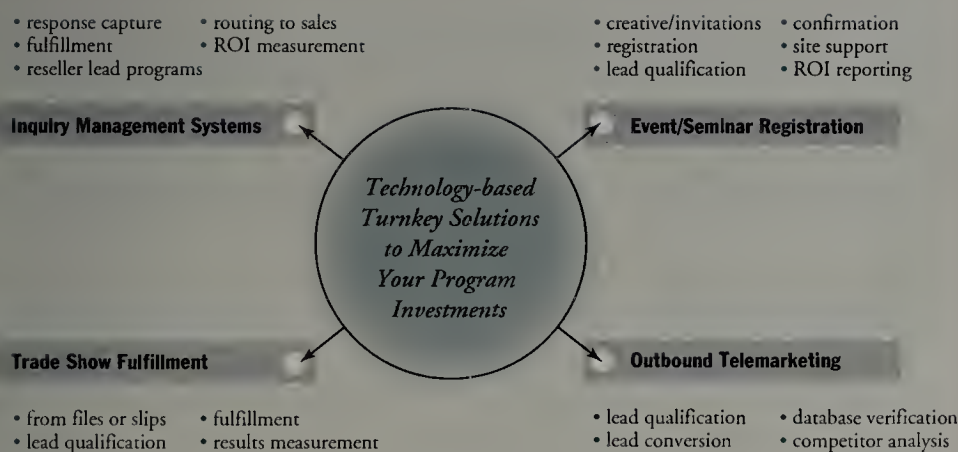 • response capture • routing to sales
• fulfillment • ROI measurement
• reseller lead programs
Inquiry Management Systems
• creative/invitations • confirmation
• registration • site support
• lead qualification • ROI reporting
Event/Seminar Registration
Technology-based
Turnkey Solutions
to Maximize
Your Program
Investments
Trade Show Fulfillment
• from files or slips • fulfillment
• lead qualification • results measurement
Outbound Telemarketing
• lead qualification • database verification
• lead conversion • competitor analysis